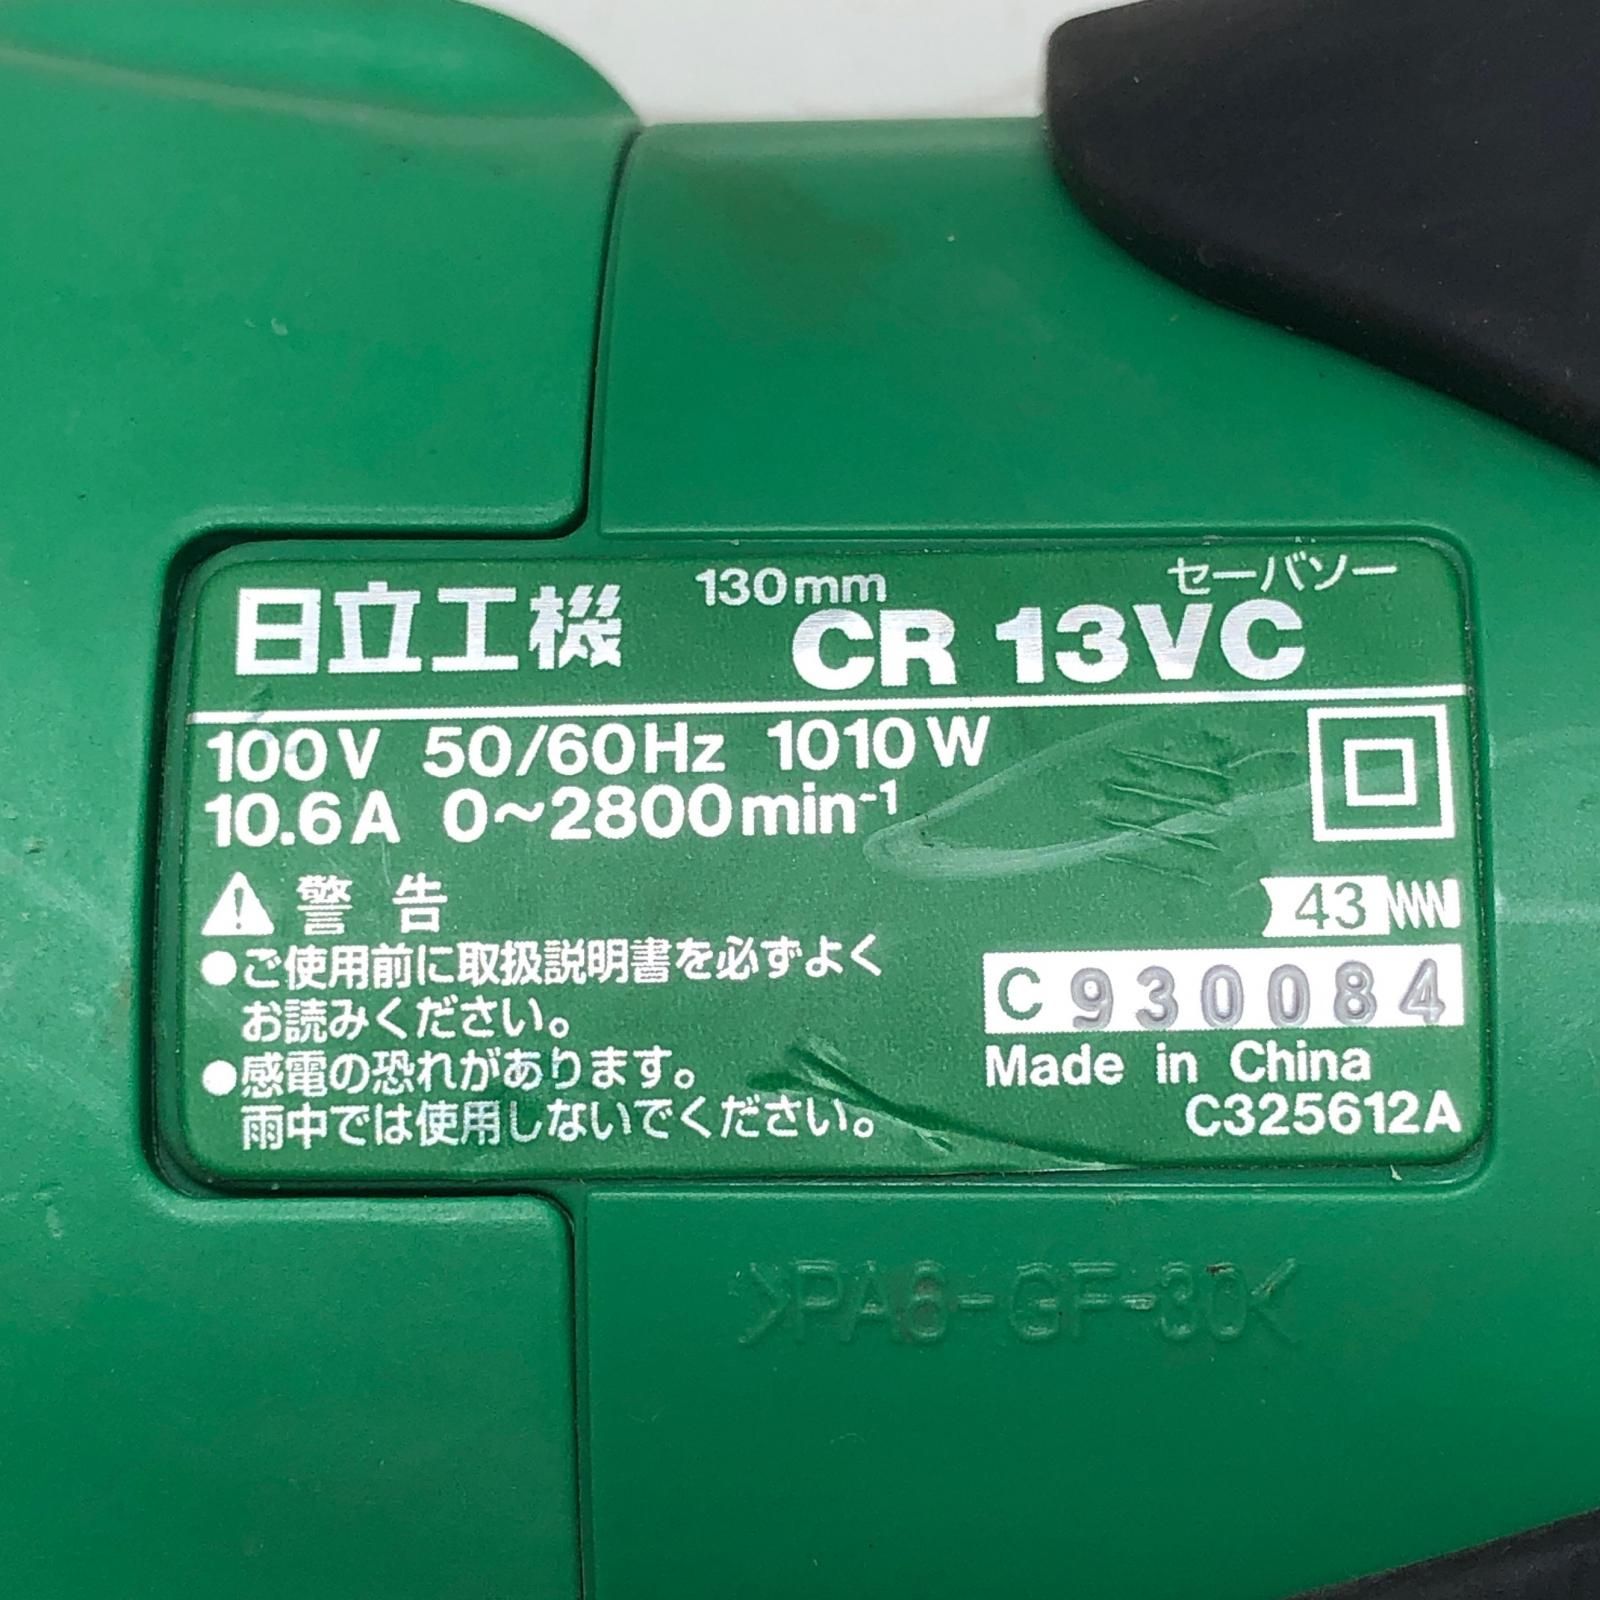 日立工機 130mm CR 13VC セーバソー
100V 50/60Hz 1010W
10.6A 0~2800min⁻¹
警告
●ご使用前に取扱説明書を必ずよく
お読みください。
●感電の恐れがあります。
雨中では使用しないでください。
43
C 930084
Made in China
C325612A
>PA6-GF-30<